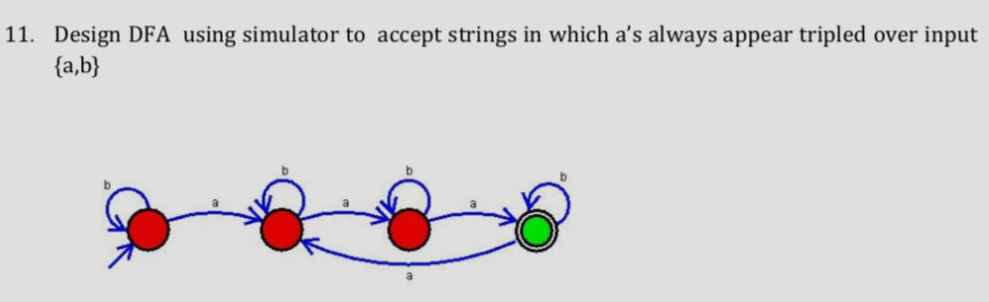 11. Design DFA using simulator to accept strings in which a's always appear tripled over input
{a,b}
b
b
b
b
a
a
a
a